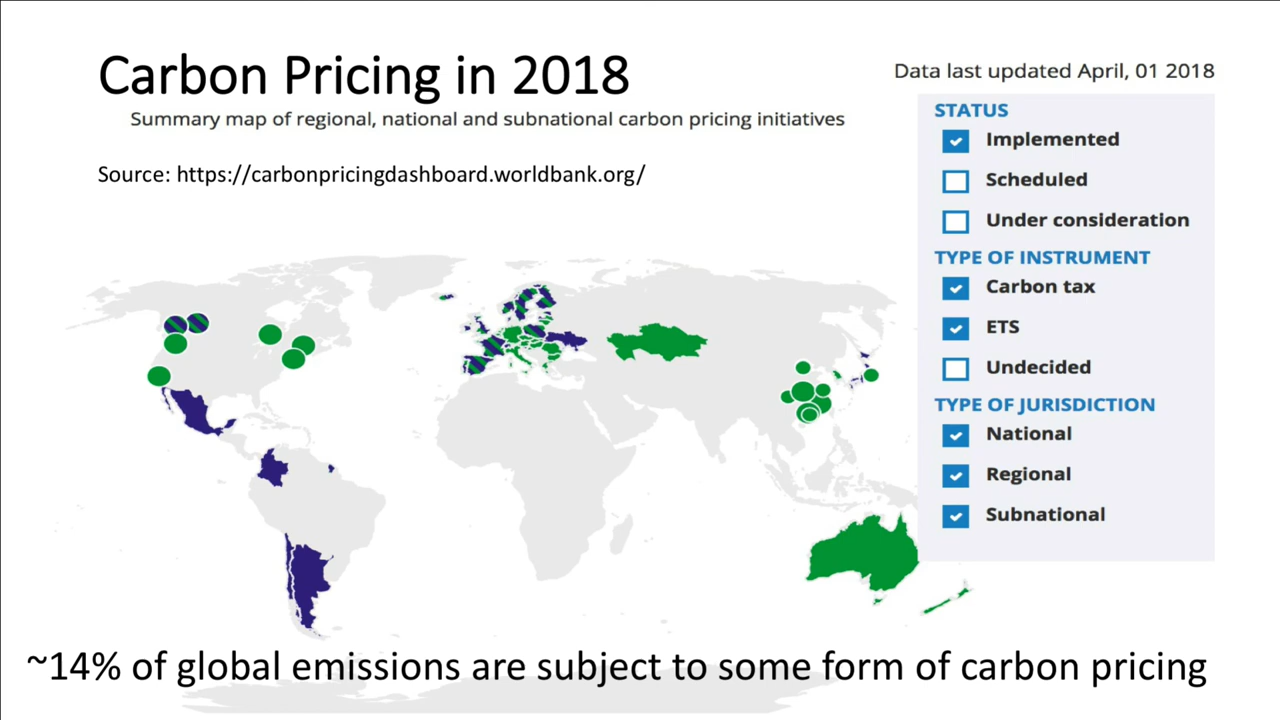 Carbon Pricing in 2018
Summary map of regional, national and subnational carbon pricing initiatives
Source: https://carbonpricingdashboard.worldbank.org/
Data last updated April, 01 2018
STATUS
Implemented
Scheduled
Under consideration
TYPE OF INSTRUMENT
Carbon tax
ETS
Undecided
TYPE OF JURISDICTION
National
Regional
Subnational
~14% of global emissions are subject to some form of carbon pricing